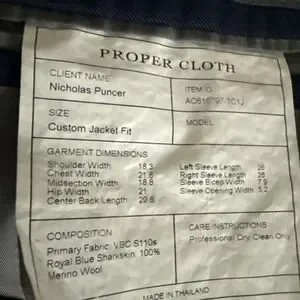 PROPER CLOTH
CLIENT NAME
Nicholas Puncer
ITEM ID
AC616797-TC1J
SIZE
Custom Jacket Fit
MODEL
GARMENT DIMENSIONS
Shoulder Width 18.3
Chest Width 21.6
Midsection Width 18.8
Hip Width 21
Center Back Length 29.6
Left Sleeve Length 26
Right Sleeve Length 26
Sleeve Bicep Width 7.9
Sleeve Opening Width 5.2
COMPOSITION
Primary Fabric: VBC S110s
Royal Blue Sharkskin: 100%
Merino Wool
CARE INSTRUCTIONS
Professional Dry Clean Only
MADE IN THAILAND